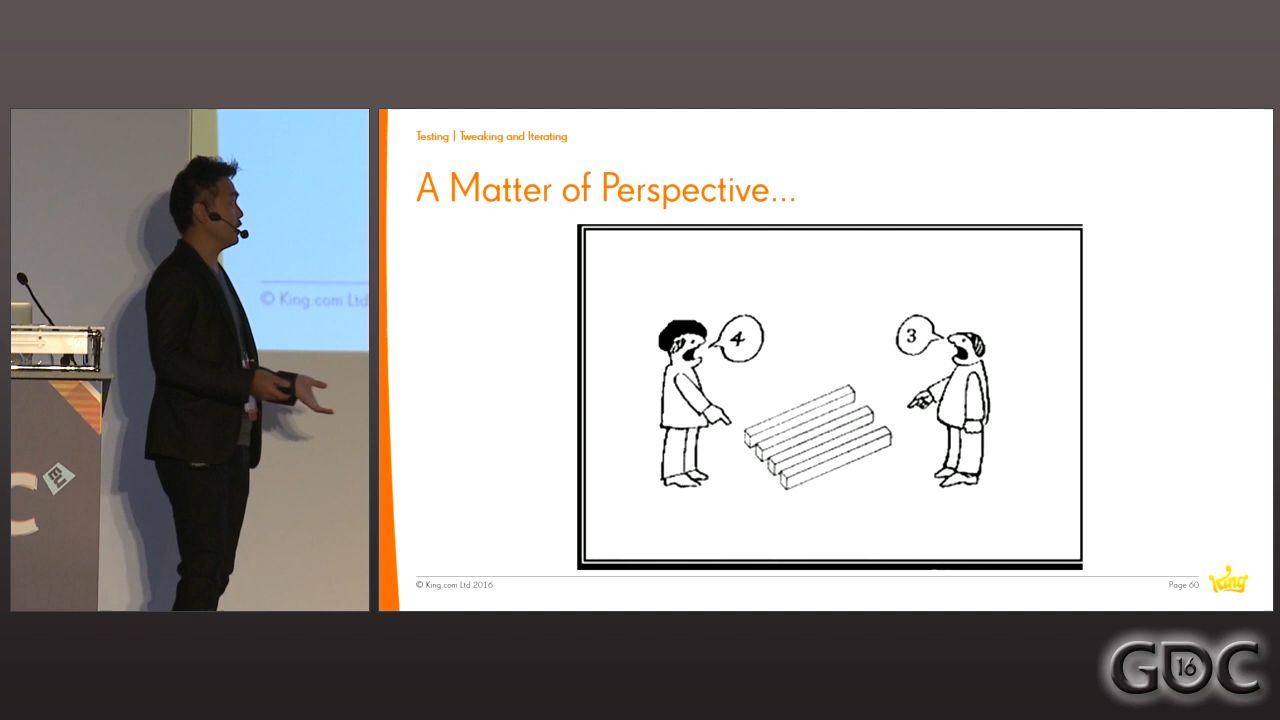 Testing | Tweaking and Iterating
A Matter of Perspective...
4
3
© King.com Ltd 2016
Page 60
King
© King.com Ltd
C
EU
GDC
16